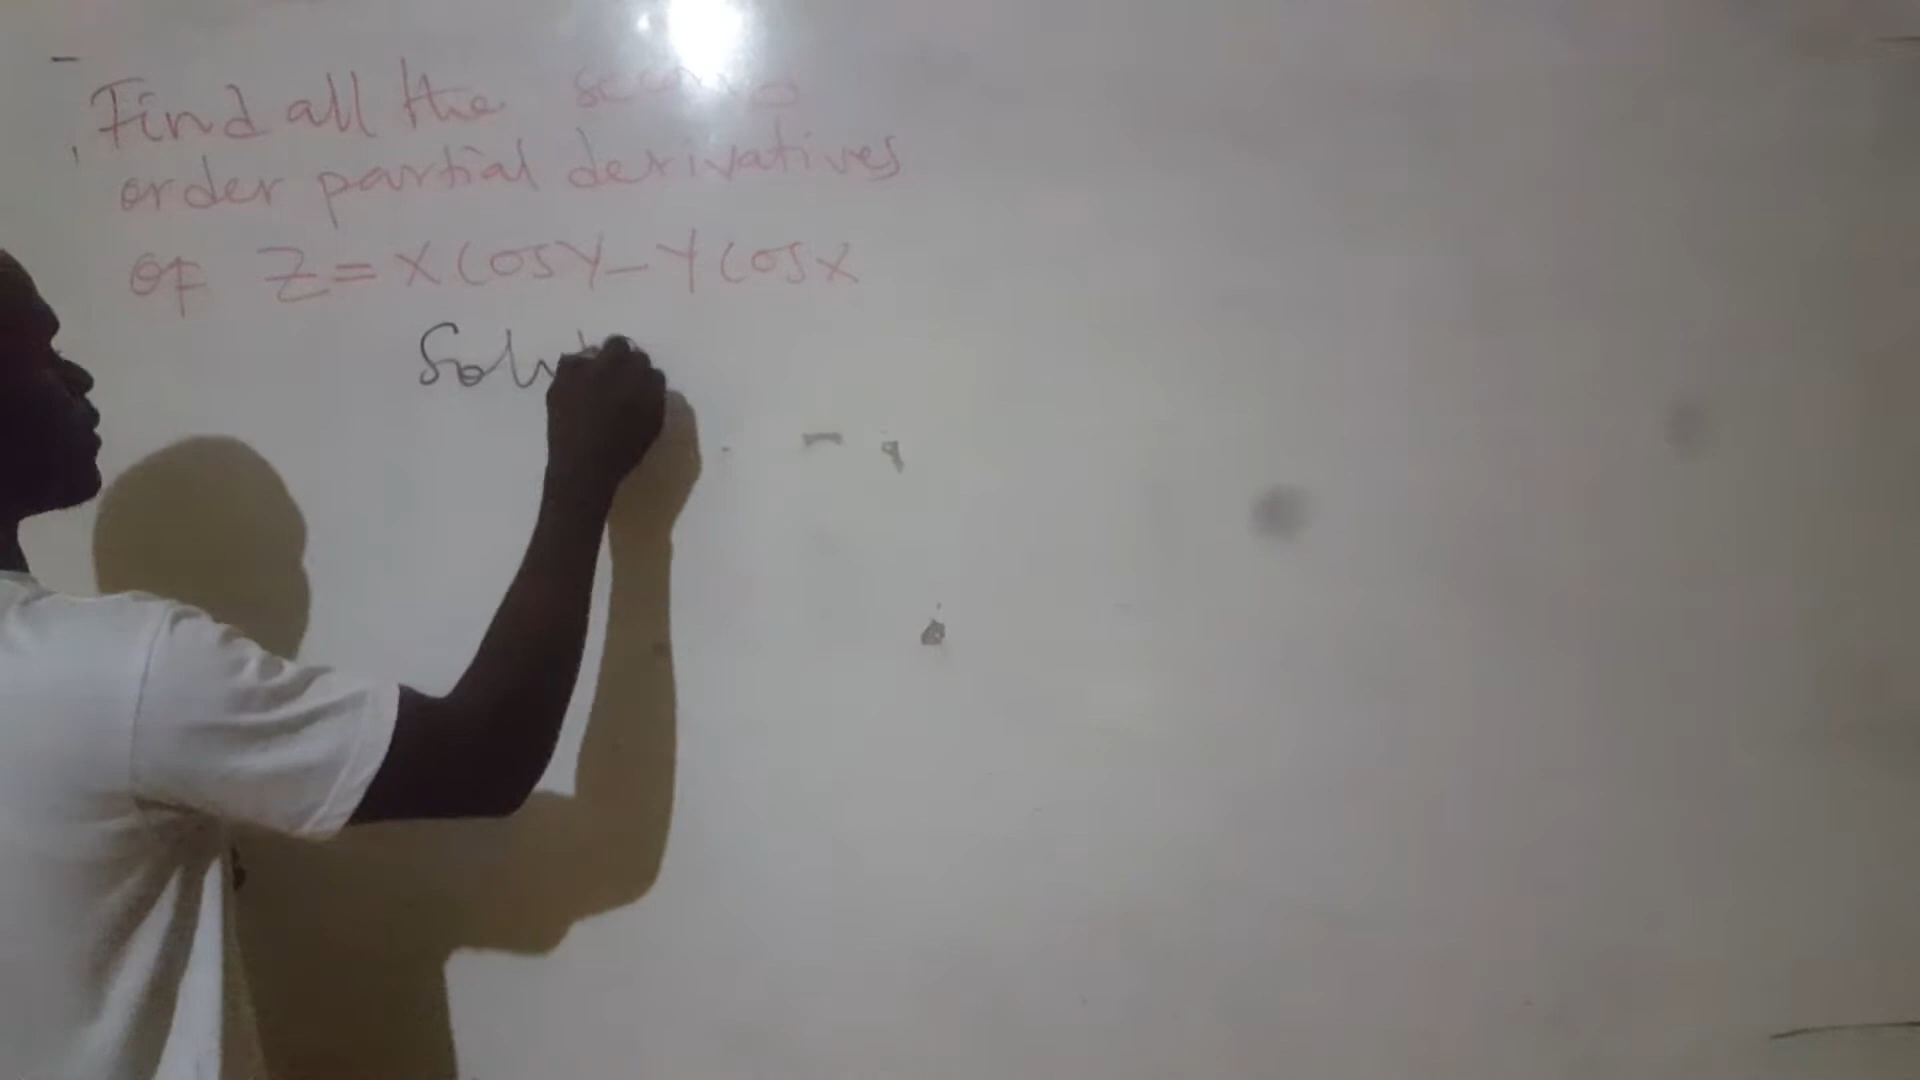 Find all the second
order partial derivatives
of Z=XCosY-YCosX
Solut